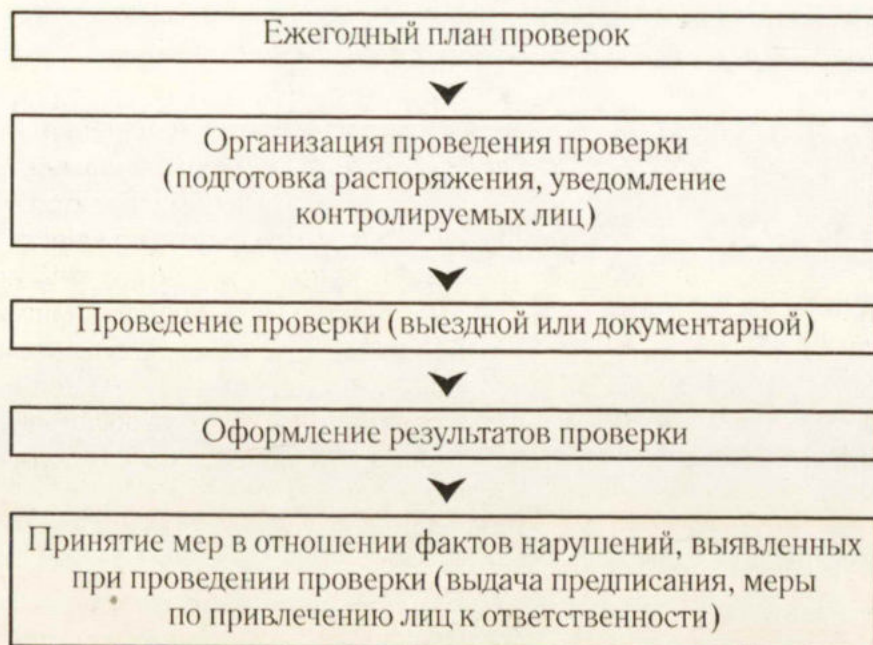 Ежегодный план проверок
Организация проведения проверки
(подготовка распоряжения, уведомление
контролируемых лиц)
Проведение проверки (выездной или документарной)
Оформление результатов проверки
Принятие мер в отношении фактов нарушений, выявленных
при проведении проверки (выдача предписания, меры
по привлечению лиц к ответственности)